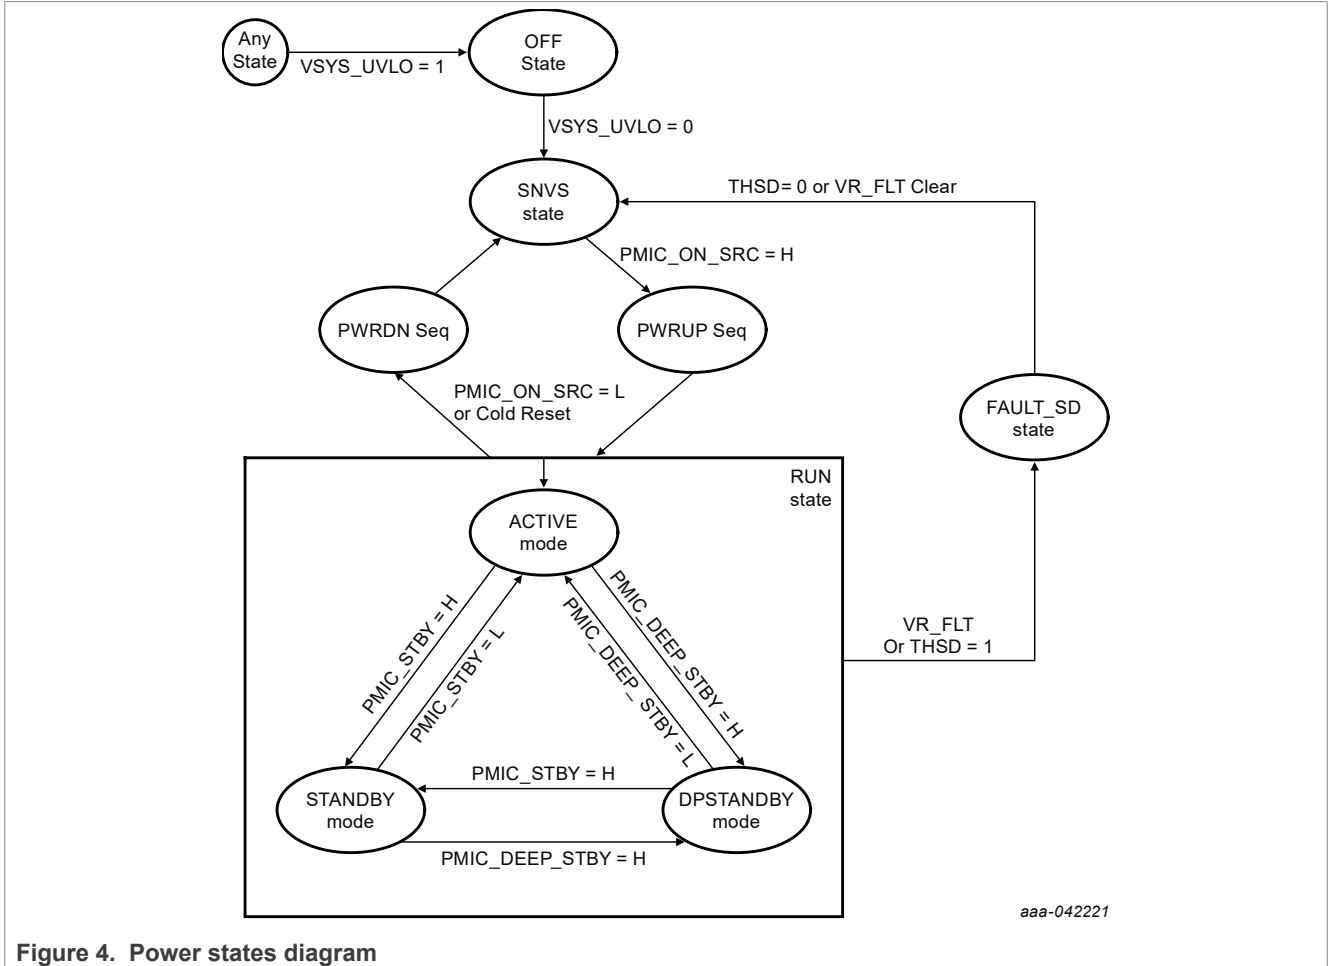 Any
State
VSYS_UVLO = 1
OFF
State
VSYS_UVLO = 0
SNVS
state
THSD= 0 or VR_FLT Clear
PMIC_ON_SRC = H
PWRDN Seq
PWRUP Seq
PMIC_ON_SRC = L
or Cold Reset
FAULT_SD
state
RUN
state
ACTIVE
mode
PMIC_STBY = H
PMIC_STBY = L
PMIC_DEEP_ STBY = L
PMIC_DEEP_STBY = H
VR_FLT
Or THSD = 1
STANDBY
mode
PMIC_STBY = H
DPSTANDBY
mode
PMIC_DEEP_STBY = H
aaa-042221
Figure 4. Power states diagram